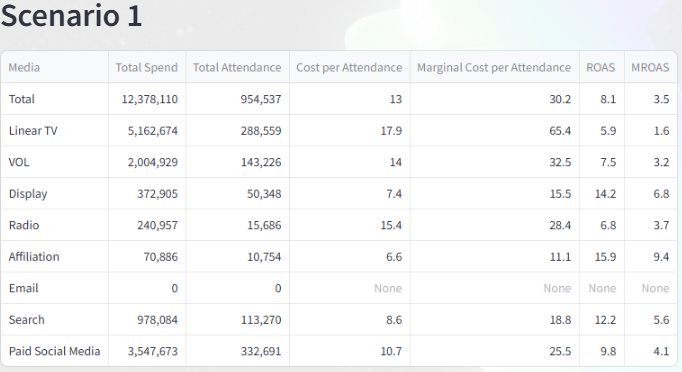 Scenario 1
Media Total Spend Total Attendance Cost per Attendance Marginal Cost per Attendance ROAS MROAS
Total 12,378,110 954,537 13 30.2 8.1 3.5
Linear TV 5,162,674 288,559 17.9 65.4 5.9 1.6
VOL 2,004,929 143,226 14 32.5 7.5 3.2
Display 372,905 50,348 7.4 15.5 14.2 6.8
Radio 240,957 15,686 15.4 28.4 6.8 3.7
Affiliation 70,886 10,754 6.6 11.1 15.9 9.4
Email 0 0 None None None None
Search 978,084 113,270 8.6 18.8 12.2 5.6
Paid Social Media 3,547,673 332,691 10.7 25.5 9.8 4.1